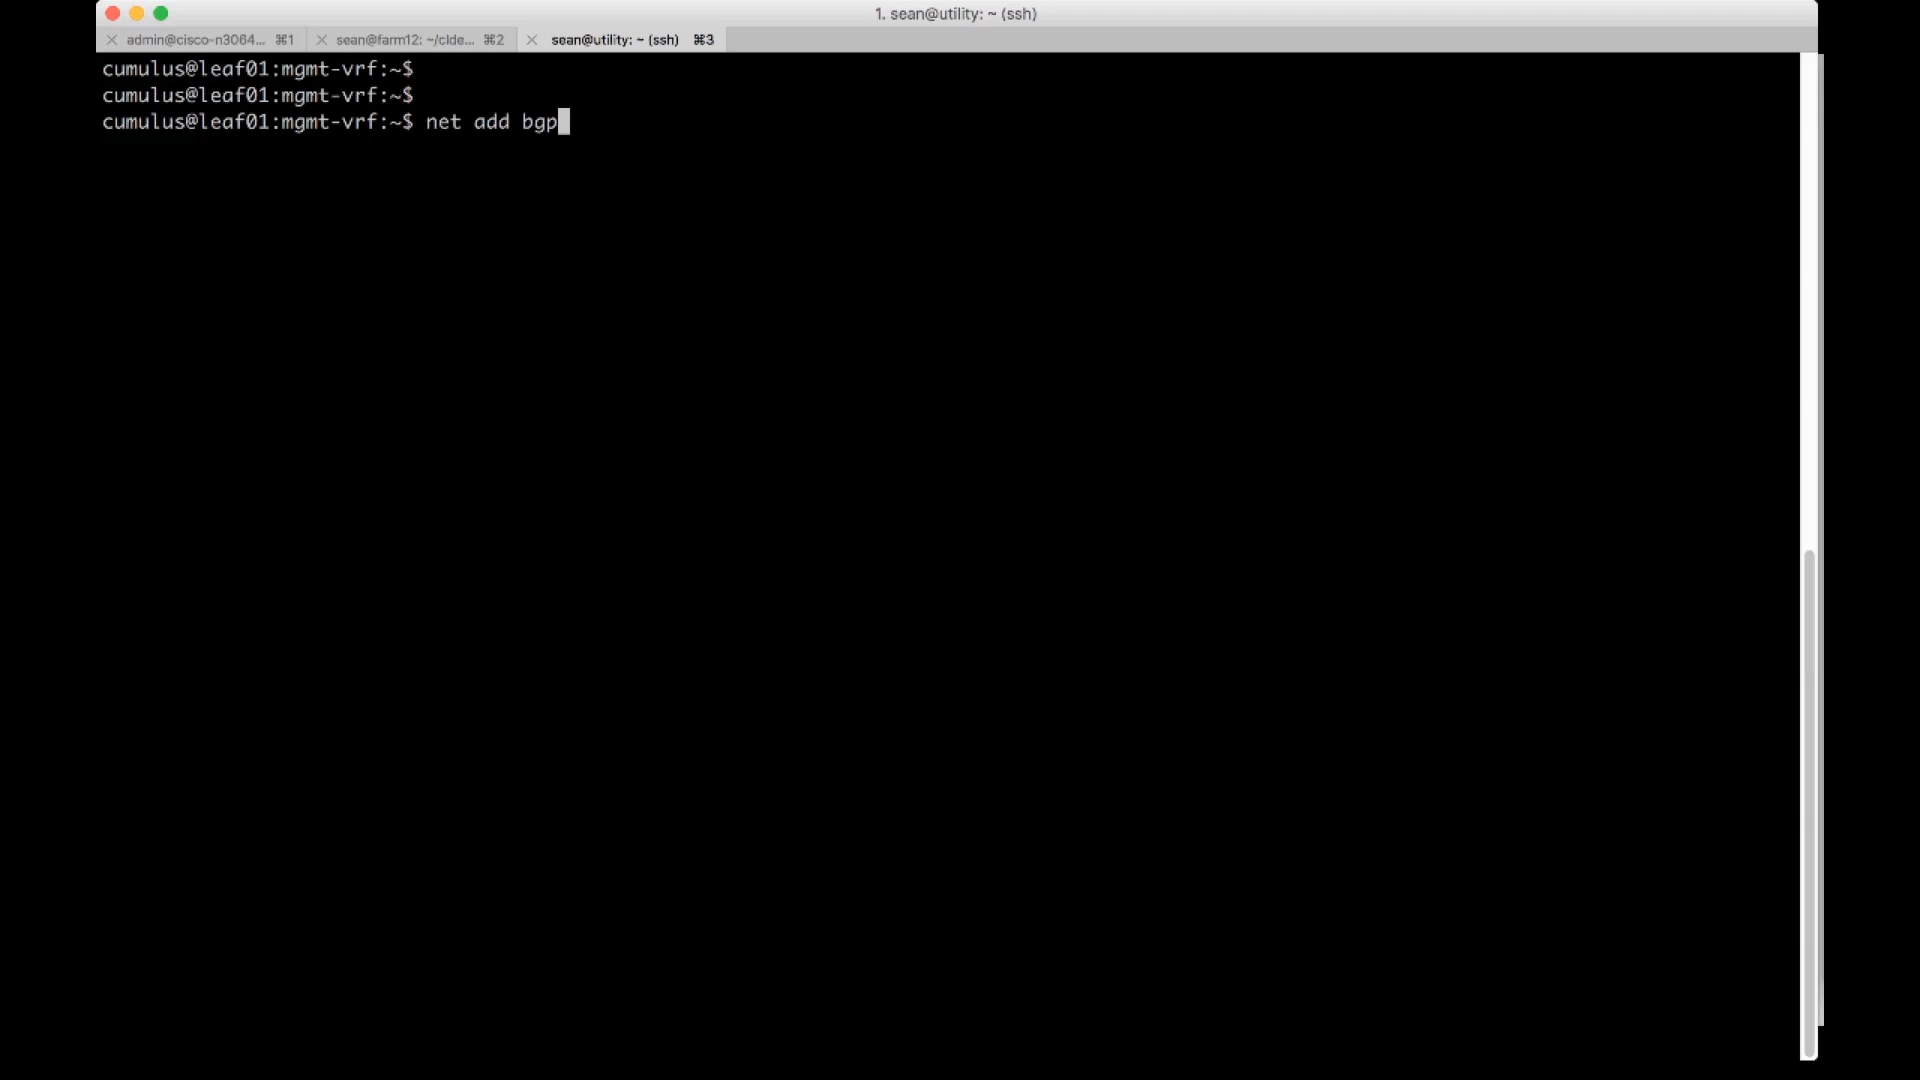 1. sean@utility: ~ (ssh)
admin@cisco-n3064... ⌘1 sean@farm12: ~/clde... ⌘2 sean@utility: ~ (ssh) ⌘3
cumulus@leaf01:mgmt-vrf:~$
cumulus@leaf01:mgmt-vrf:~$
cumulus@leaf01:mgmt-vrf:~$ net add bgp